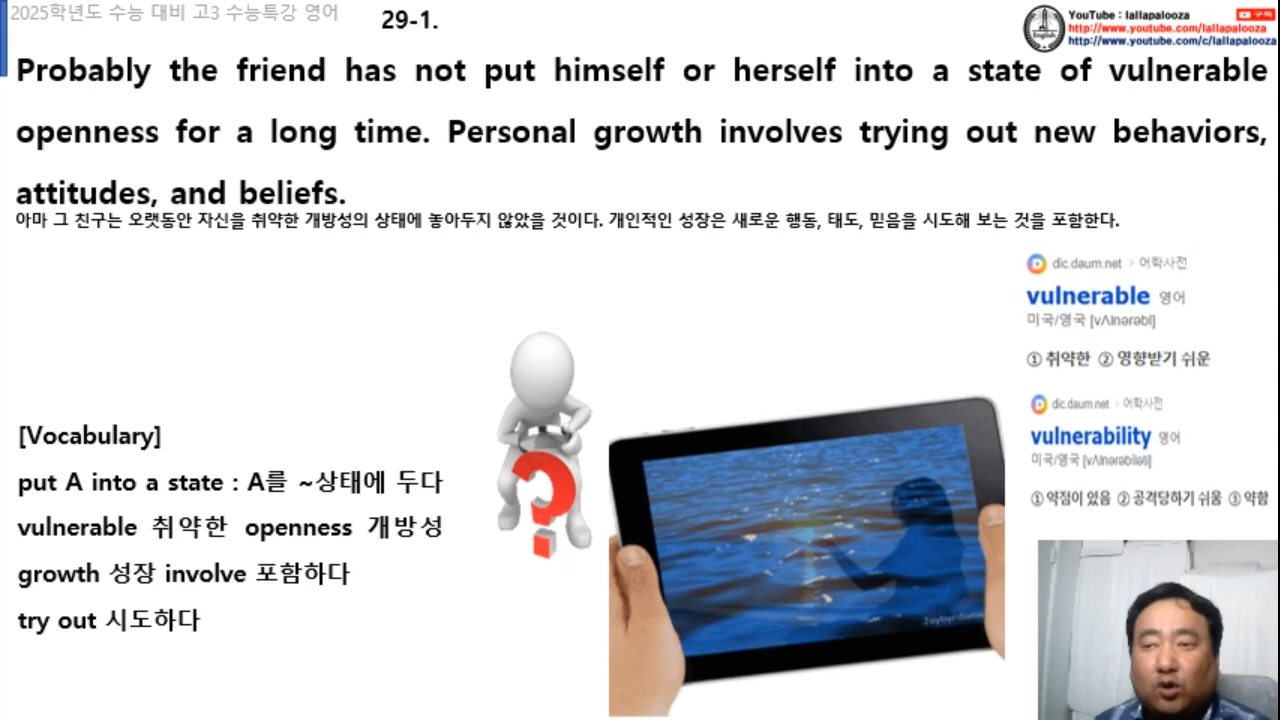 2025학년도 수능 대비 고3 수능특강 영어
29-1.
YouTube : lallapalooza
구독
http://www.youtube.com/lallapalooza
http://www.youtube.com/c/lallapalooza
English
Probably the friend has not put himself or herself into a state of vulnerable
openness for a long time. Personal growth involves trying out new behaviors,
attitudes, and beliefs.
아마 그 친구는 오랫동안 자신을 취약한 개방성의 상태에 놓아두지 않았을 것이다. 개인적인 성장은 새로운 행동, 태도, 믿음을 시도해 보는 것을 포함한다.
dic.daum.net > 어학사전
vulnerable 영어
미국/영국 [vʌlnərəbl]
① 취약한 ② 영향받기 쉬운
dic.daum.net > 어학사전
vulnerability 영어
미국/영국 [vʌlnərəbiləti]
① 약점이 있음 ② 공격당하기 쉬움 ③ 약함
[Vocabulary]
put A into a state : A를 ~상태에 두다
vulnerable 취약한 openness 개방성
growth 성장 involve 포함하다
try out 시도하다